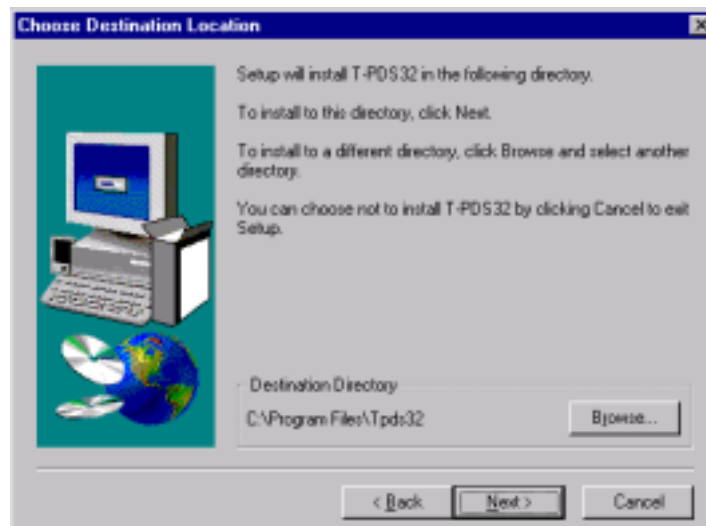 Choose Destination Location
Setup will install T-PDS32 in the following directory.
To install to this directory, click Next.
To install to a different directory, click Browse and select another
directory.
You can choose not to install T-PDS32 by clicking Cancel to exit
Setup.
Destination Directory
C:\Program Files\Tpds32
Browse...
< Back
Next >
Cancel